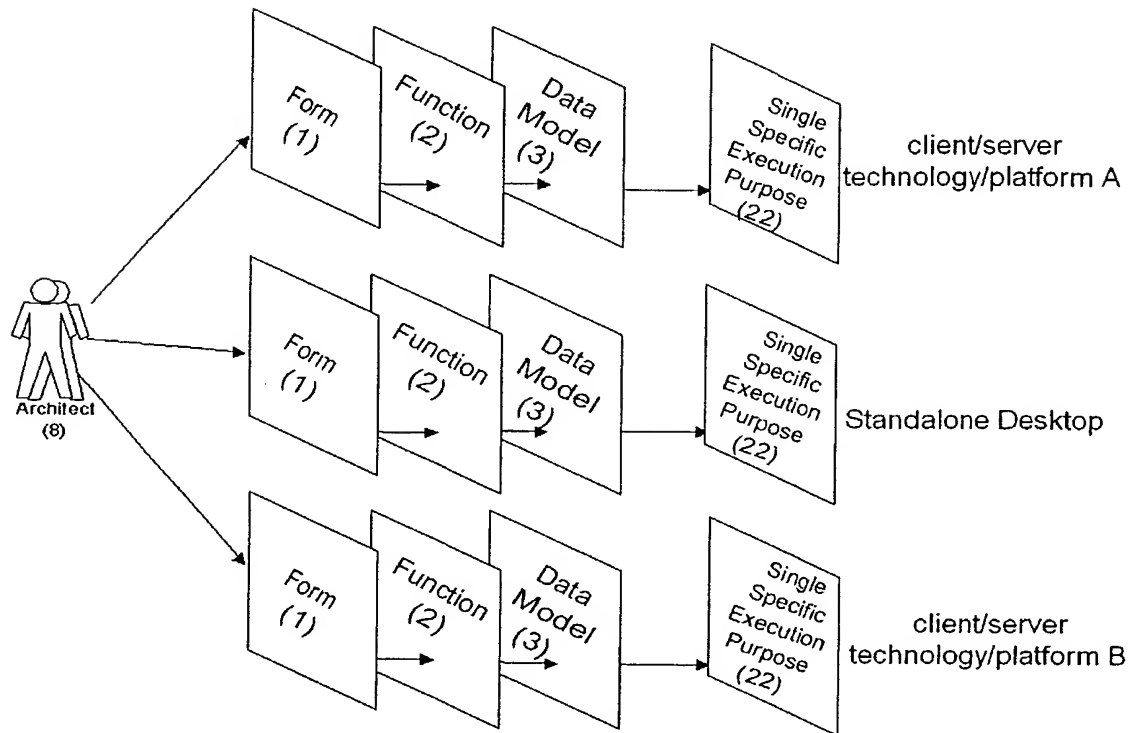 Form
(1)
Function
(2)
Data
Model
(3)
Single
Specific
Execution
Purpose
(22)
client/server
technology/platform A
Architect
(8)
Form
(1)
Function
(2)
Data
Model
(3)
Single
Specific
Execution
Purpose
(22)
Standalone Desktop
Form
(1)
Function
(2)
Data
Model
(3)
Single
Specific
Execution
Purpose
(22)
client/server
technology/platform B